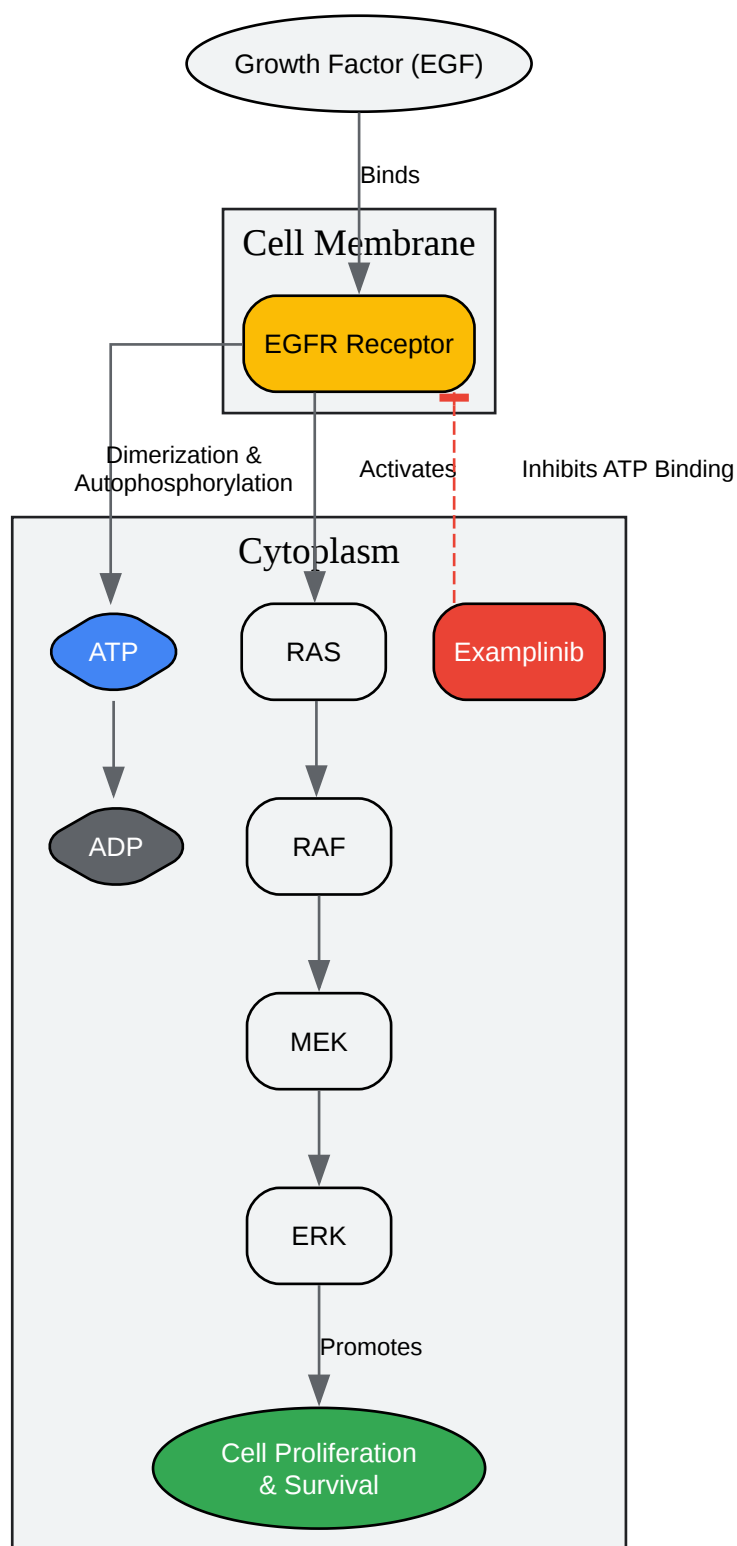 Growth Factor (EGF)
Binds
Cell Membrane
EGFR Receptor
Dimerization &
Autophosphorylation
Activates
Inhibits ATP Binding
Cytoplasm
ATP
RAS
Examplinib
ADP
RAF
MEK
ERK
Promotes
Cell Proliferation
& Survival